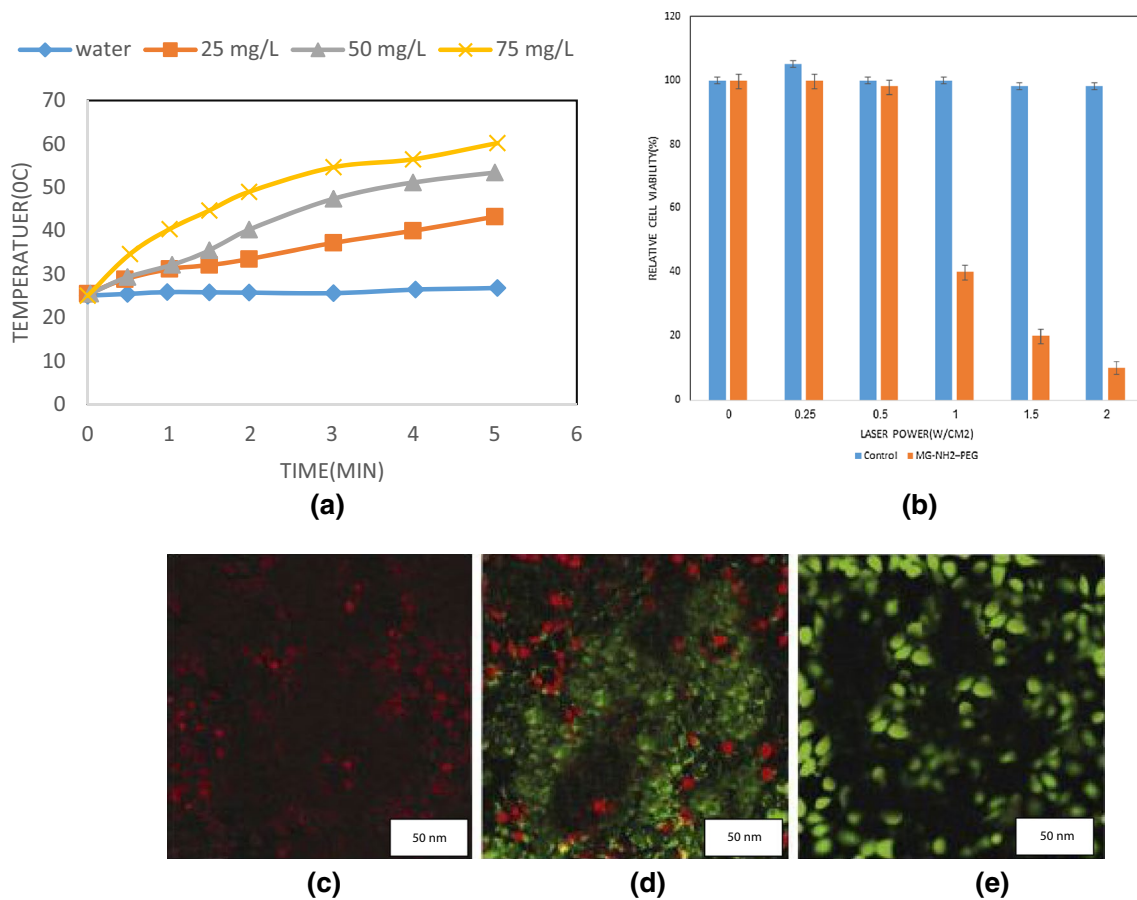 water 25 mg/L 50 mg/L 75 mg/L
TEMPERATUER(0C)
70
60
50
40
30
20
10
0
0 1 2 3 4 5 6
TIME(MIN)
(a)
RELATIVE CELL VIABILITY(%)
120
100
80
60
40
20
0
0 0.25 0.5 1 1.5 2
LASER POWER(W/CM2)
Control MG-NH2–PEG
(b)
50 nm 50 nm 50 nm
(c) (d) (e)